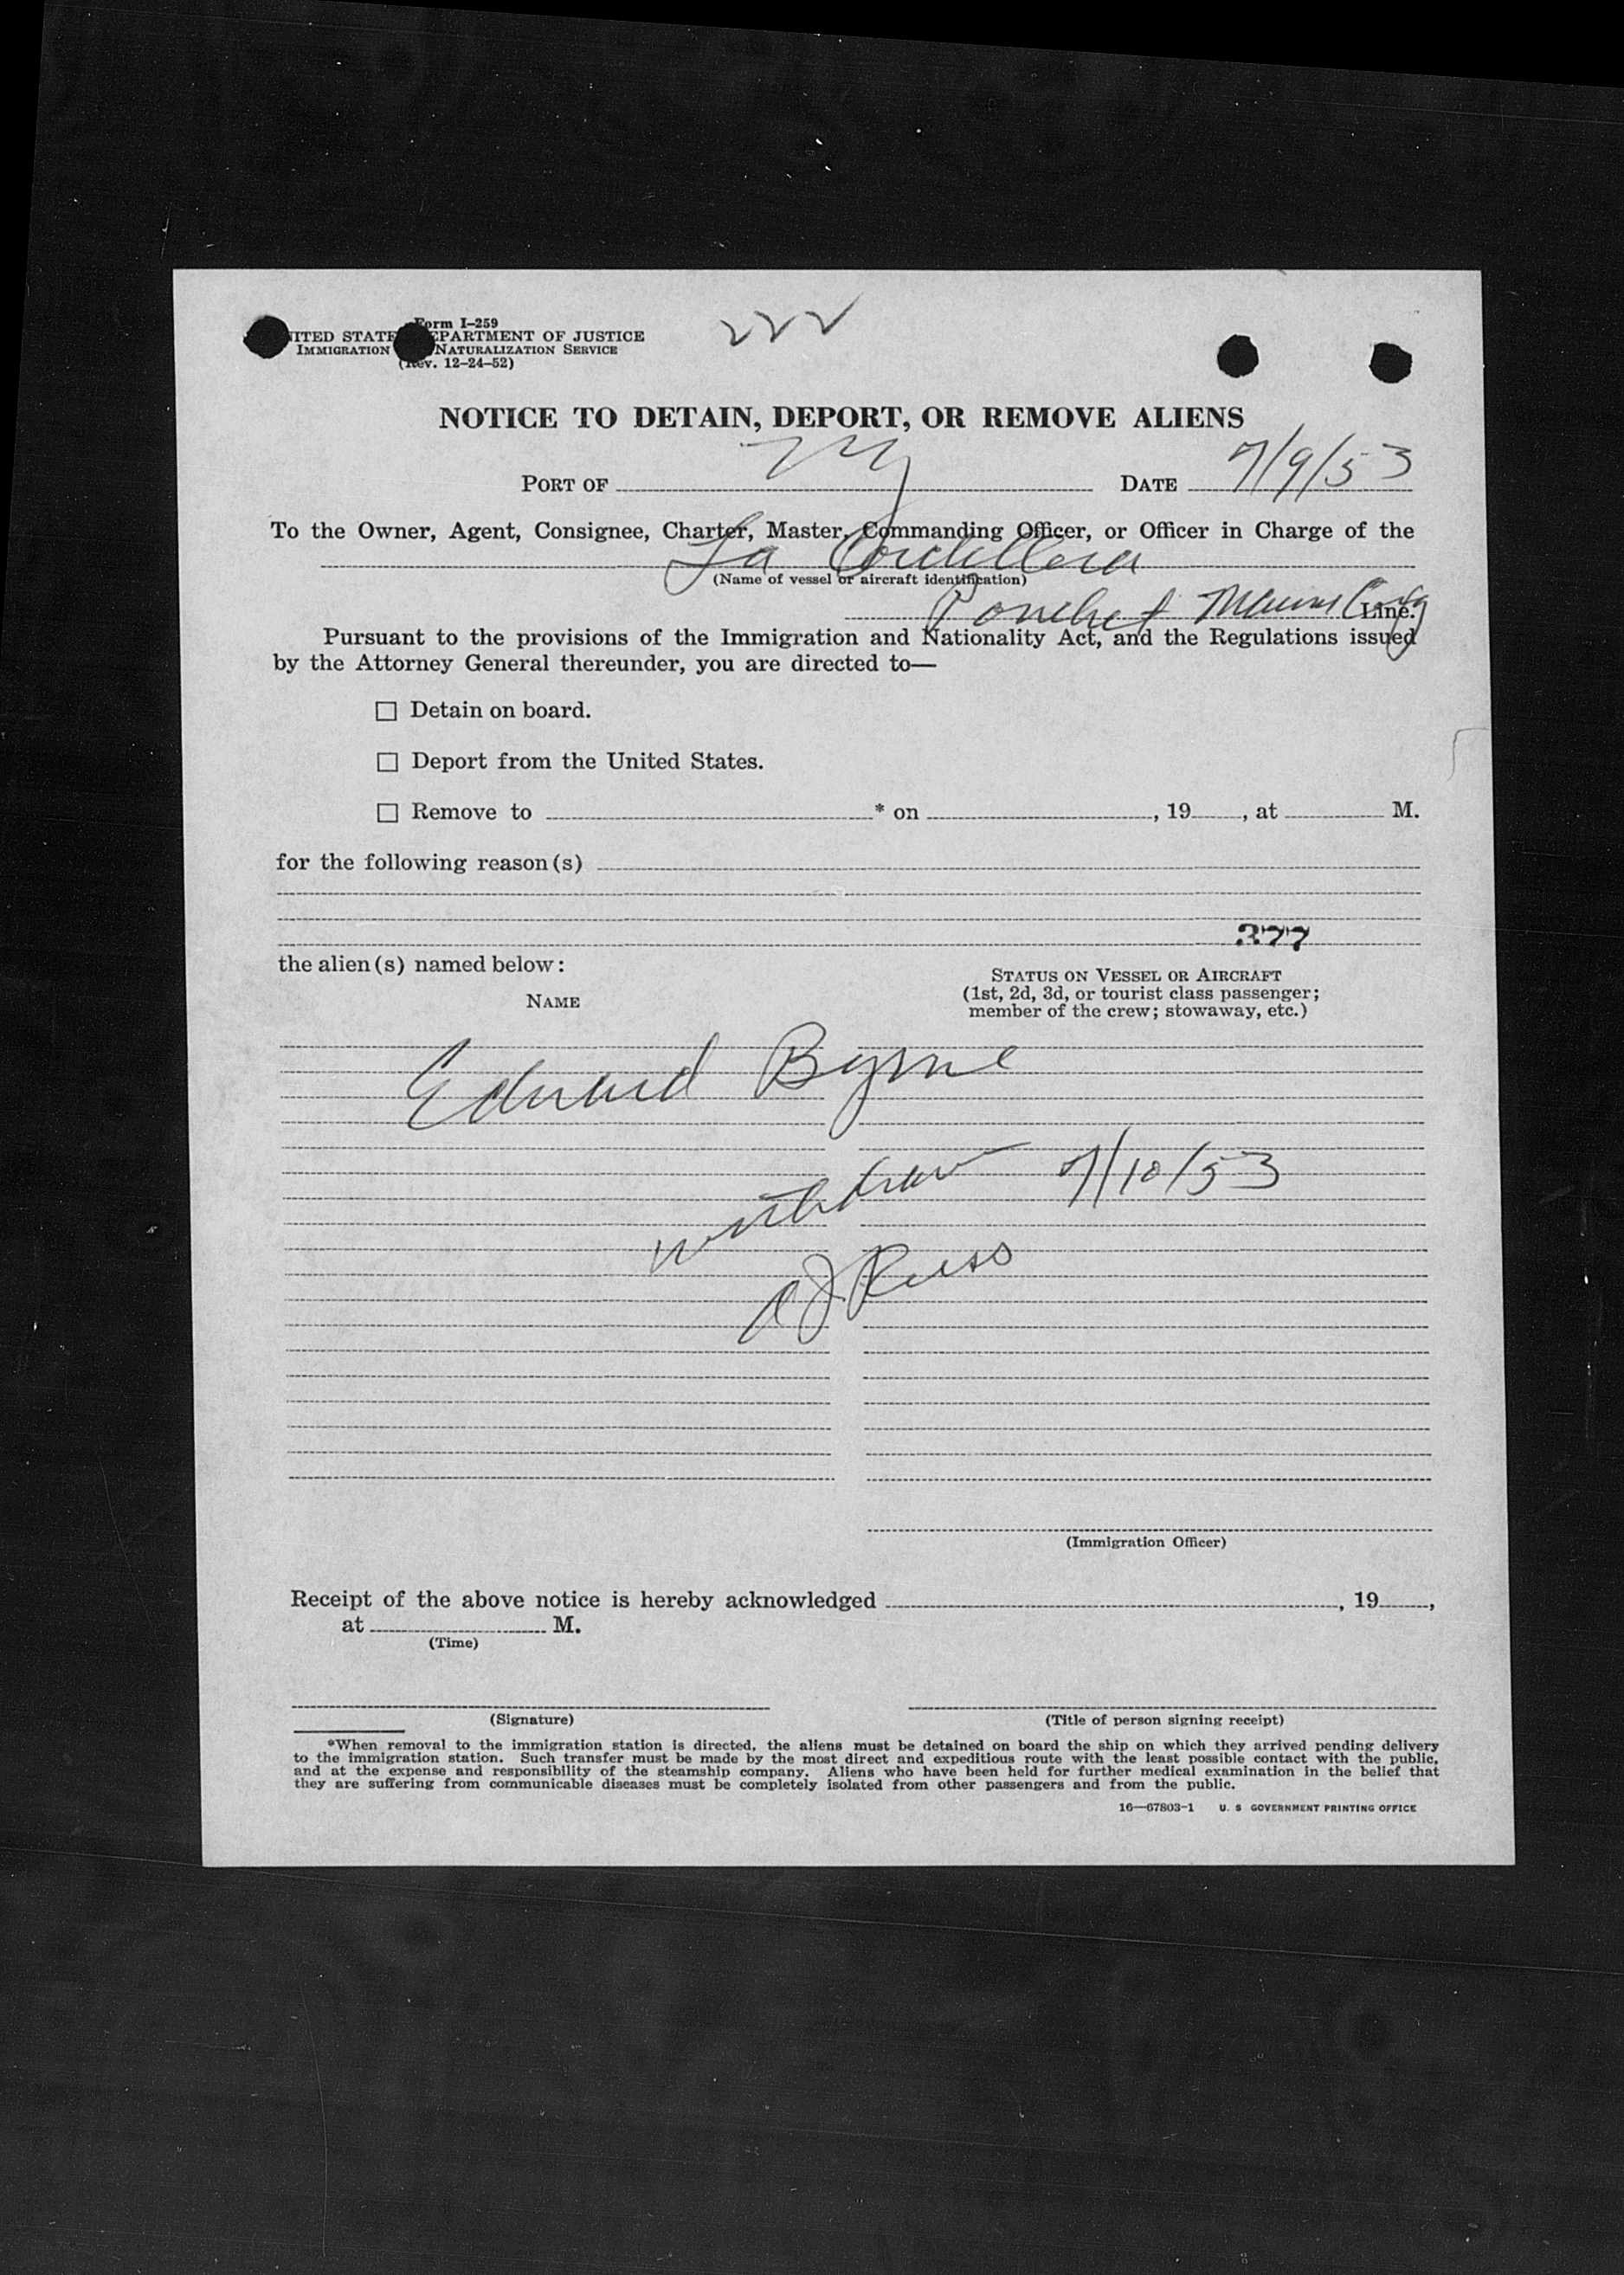 Form I-259
UNITED STATES DEPARTMENT OF JUSTICE
IMMIGRATION NATURALIZATION SERVICE
(Rev. 12-24-52)
NOTICE TO DETAIN, DEPORT, OR REMOVE ALIENS
PORT OF NY DATE 7/9/53
To the Owner, Agent, Consignee, Charter, Master, Commanding Officer, or Officer in Charge of the
La Cordillera
(Name of vessel or aircraft identification)
Line.
Pursuant to the provisions of the Immigration and Nationality Act, and the Regulations issued
by the Attorney General thereunder, you are directed to—
☐ Detain on board.
☐ Deport from the United States.
☐ Remove to * on , 19 , at M.
for the following reason(s)
377
the alien(s) named below:
STATUS ON VESSEL OR AIRCRAFT
NAME (1st, 2d, 3d, or tourist class passenger;
member of the crew; stowaway, etc.)
Edward Byrne
withdraw 7/10/53
A J Russo
(Immigration Officer)
Receipt of the above notice is hereby acknowledged , 19 ,
at M.
(Time)
(Signature) (Title of person signing receipt)
*When removal to the immigration station is directed, the aliens must be detained on board the ship on which they arrived pending delivery
to the immigration station. Such transfer must be made by the most direct and expeditious route with the least possible contact with the public,
and at the expense and responsibility of the steamship company. Aliens who have been held for further medical examination in the belief that
they are suffering from communicable diseases must be completely isolated from other passengers and from the public.
16—67803-1 U. S GOVERNMENT PRINTING OFFICE